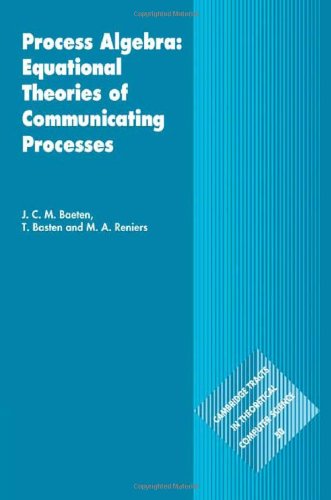 Process Algebra:
Equational
Theories of
Communicating
Processes
J. C. M. Baeten,
T. Basten and M. A. Reniers
CAMBRIDGE TRACTS
IN THEORETICAL
COMPUTER SCIENCE
50